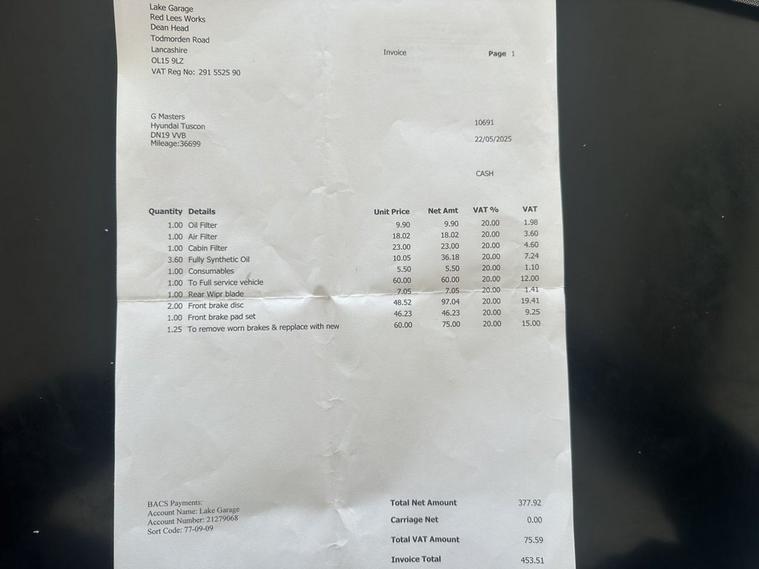 Lake Garage
Red Lees Works
Dean Head
Todmorden Road
Lancashire
OL15 9LZ
VAT Reg No: 291 5525 90
Invoice Page 1
G Masters
Hyundai Tuscon
DN19 VVB
Mileage:36699
10691
22/05/2025
CASH
Quantity Details Unit Price Net Amt VAT % VAT
1.00 Oil Filter 9.90 9.90 20.00 1.98
1.00 Air Filter 18.02 18.02 20.00 3.60
1.00 Cabin Filter 23.00 23.00 20.00 4.60
3.60 Fully Synthetic Oil 10.05 36.18 20.00 7.24
1.00 Consumables 5.50 5.50 20.00 1.10
1.00 To Full service vehicle 60.00 60.00 20.00 12.00
1.00 Rear Wipr blade 7.05 7.05 20.00 1.41
2.00 Front brake disc 48.52 97.04 20.00 19.41
1.00 Front brake pad set 46.23 46.23 20.00 9.25
1.25 To remove worn brakes & repplace with new 60.00 75.00 20.00 15.00
BACS Payments:
Account Name: Lake Garage
Account Number: 21279068
Sort Code: 77-09-09
Total Net Amount 377.92
Carriage Net 0.00
Total VAT Amount 75.59
Invoice Total 453.51